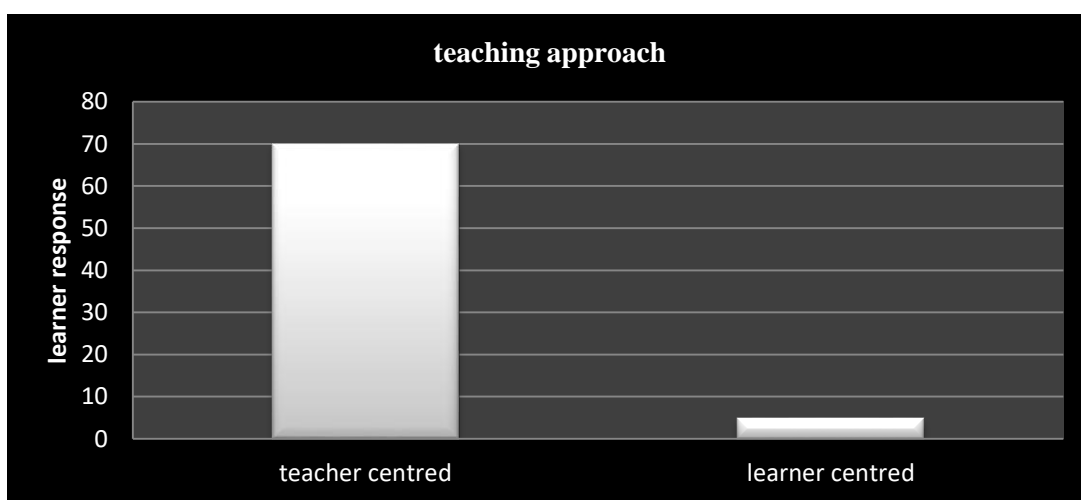 teaching approach
learner response
80
70
60
50
40
30
20
10
0
teacher centred
learner centred